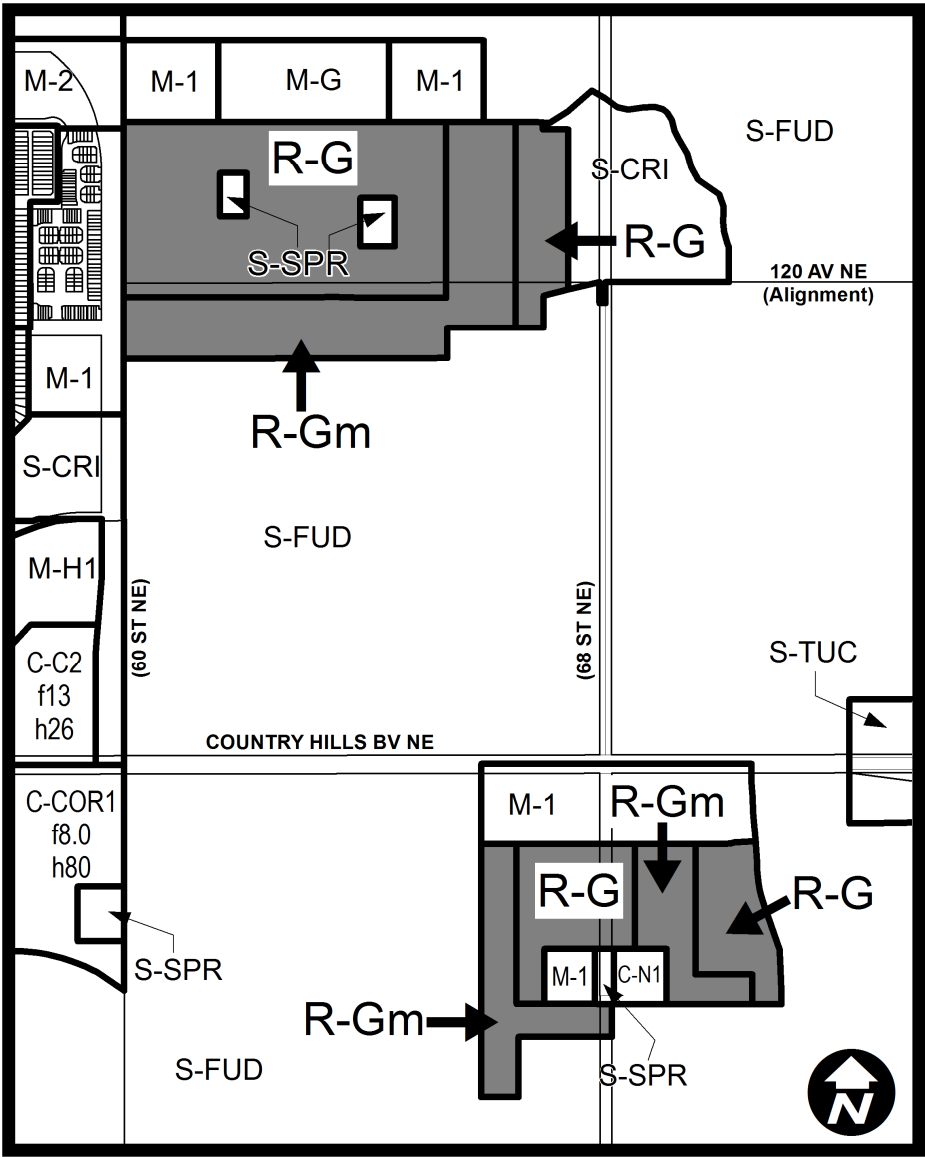 M-2
M-1
M-G
M-1
S-FUD
R-G
S-CRI
S-SPR
R-G
120 AV NE
(Alignment)
M-1
R-Gm
S-CRI
S-FUD
M-H1
(60 ST NE)
(68 ST NE)
C-C2
f13
h26
S-TUC
COUNTRY HILLS BV NE
C-COR1
f8.0
h80
M-1
R-Gm
R-G
R-G
S-SPR
M-1
C-N1
R-Gm
S-FUD
S-SPR
N